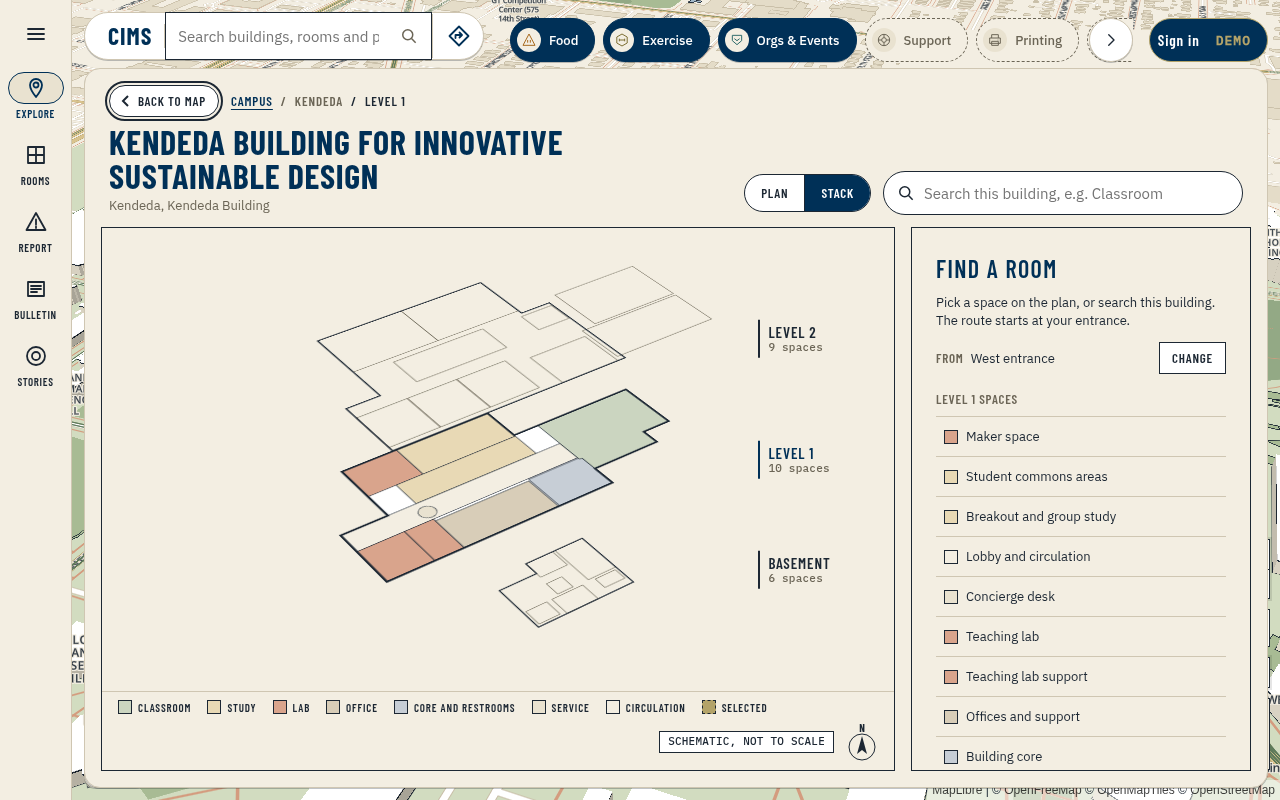 GT Competition
Center (575
14th Street)
CIMS
Search buildings, rooms and p
Food
Exercise
Orgs & Events
Support
Printing
Sign in
DEMO
EXPLORE
ROOMS
REPORT
BULLETIN
STORIES
BACK TO MAP
CAMPUS / KENDEDA / LEVEL 1
KENDEDA BUILDING FOR INNOVATIVE
SUSTAINABLE DESIGN
Kendeda, Kendeda Building
PLAN
STACK
Search this building, e.g. Classroom
LEVEL 2
9 spaces
LEVEL 1
10 spaces
BASEMENT
6 spaces
CLASSROOM
STUDY
LAB
OFFICE
CORE AND RESTROOMS
SERVICE
CIRCULATION
SELECTED
SCHEMATIC, NOT TO SCALE
N
FIND A ROOM
Pick a space on the plan, or search this building.
The route starts at your entrance.
FROM West entrance
CHANGE
LEVEL 1 SPACES
Maker space
Student commons areas
Breakout and group study
Lobby and circulation
Concierge desk
Teaching lab
Teaching lab support
Offices and support
Building core
MapLibre | © OpenFreeMap © OpenMapTiles © OpenStreetMap